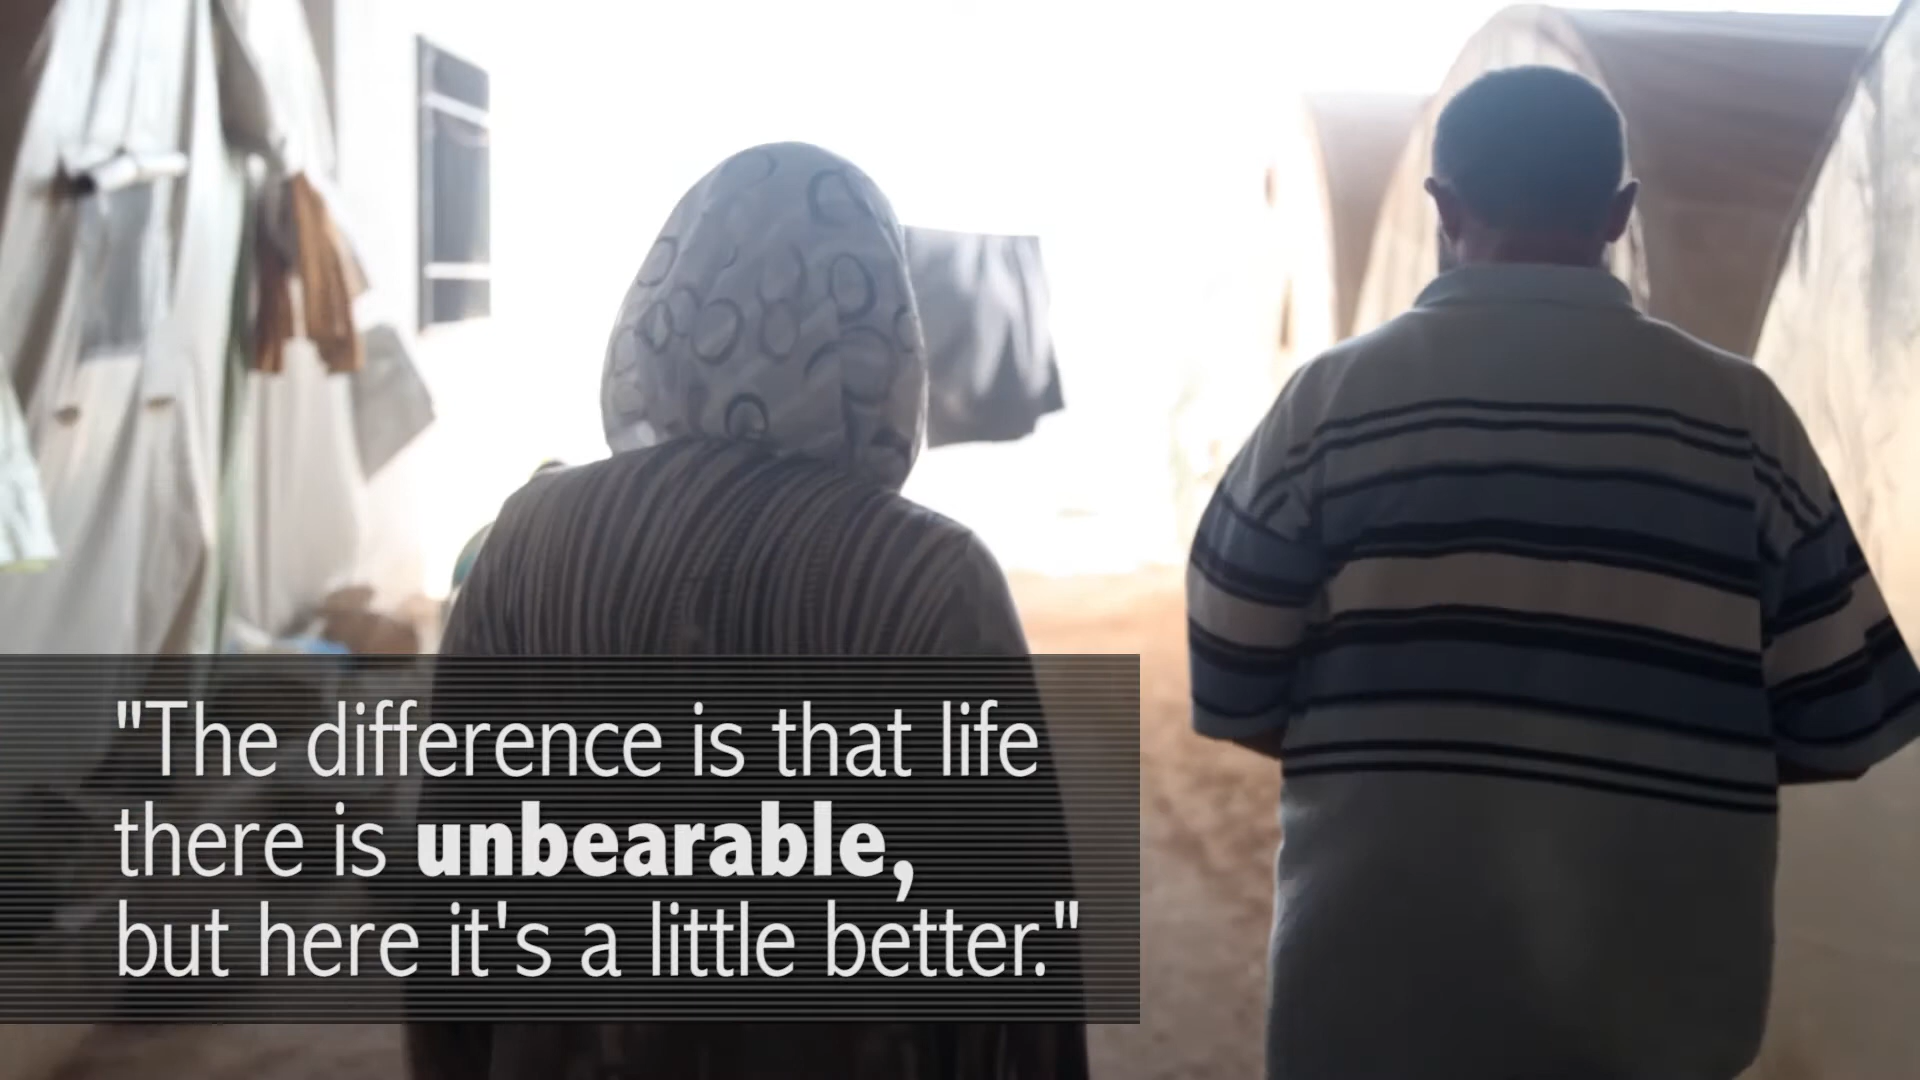 "The difference is that life
there is unbearable,
but here it's a little better."